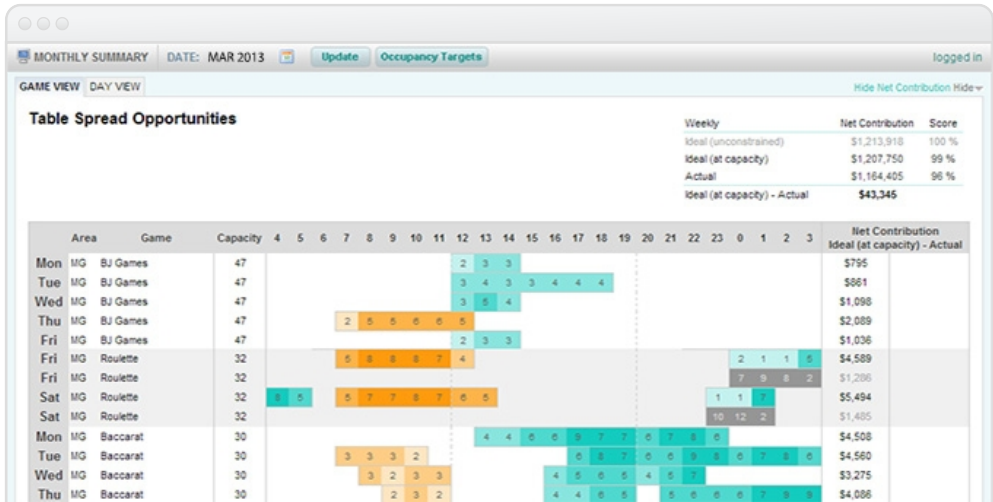 MONTHLY SUMMARY DATE: MAR 2013 Update Occupancy Targets logged in
GAME VIEW DAY VIEW Hide Net Contribution Hide
Table Spread Opportunities
Weekly Net Contribution Score
Ideal (unconstrained) $1,213,918 100 %
Ideal (at capacity) $1,207,750 99 %
Actual $1,164,405 96 %
Ideal (at capacity) - Actual $43,345
Area Game Capacity 4 5 6 7 8 9 10 11 12 13 14 15 16 17 18 19 20 21 22 23 0 1 2 3 Net Contribution
Ideal (at capacity) - Actual
Mon MG BJ Games 47 2 3 3 $795
Tue MG BJ Games 47 3 4 3 3 4 4 4 $861
Wed MG BJ Games 47 3 5 4 $1,098
Thu MG BJ Games 47 2 5 5 6 6 5 $2,089
Fri MG BJ Games 47 2 3 3 $1,036
Fri MG Roulette 32 5 8 8 8 7 4 2 1 1 5 $4,589
Fri MG Roulette 32 7 9 8 2 $1,286
Sat MG Roulette 32 5 5 7 7 8 7 6 5 1 1 7 $5,494
Sat MG Roulette 32 10 12 2 $1,485
Mon MG Baccarat 30 4 4 6 6 9 7 7 6 7 8 6 $4,508
Tue MG Baccarat 30 3 3 3 2 6 8 7 6 6 9 8 6 7 8 6 $4,560
Wed MG Baccarat 30 3 2 3 3 4 5 6 5 4 5 7 $3,275
Thu MG Baccarat 30 2 3 2 4 4 6 5 5 6 6 6 7 9 9 $4,086